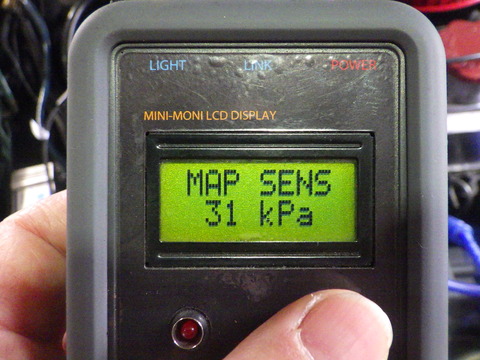 LIGHT LINK POWER
MINI-MONI LCD DISPLAY
MAP SENS
31 kPa